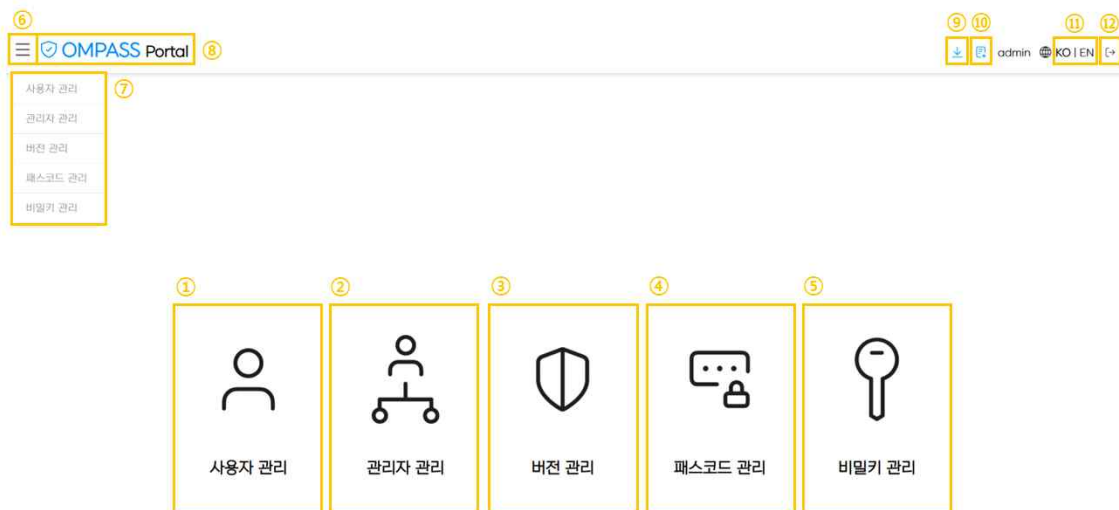 ⑥ ⑨ ⑩ ⑪ ⑫
OMPASS Portal ⑧ admin KO | EN
사용자 관리 ⑦
관리자 관리
버전 관리
패스코드 관리
비밀키 관리
① ② ③ ④ ⑤
사용자 관리 관리자 관리 버전 관리 패스코드 관리 비밀키 관리